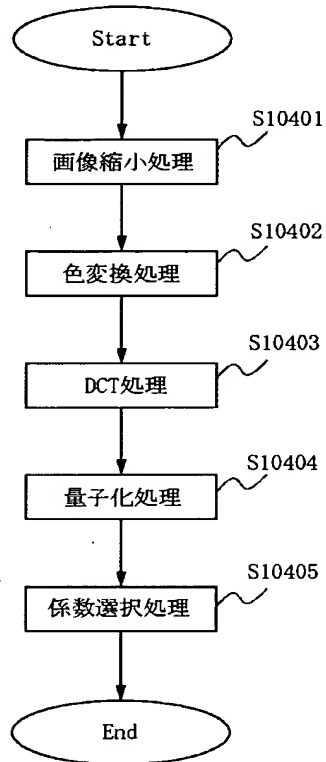 Start
S10401
画像縮小処理
S10402
色変換処理
S10403
DCT処理
S10404
量子化処理
S10405
係数選択処理
End